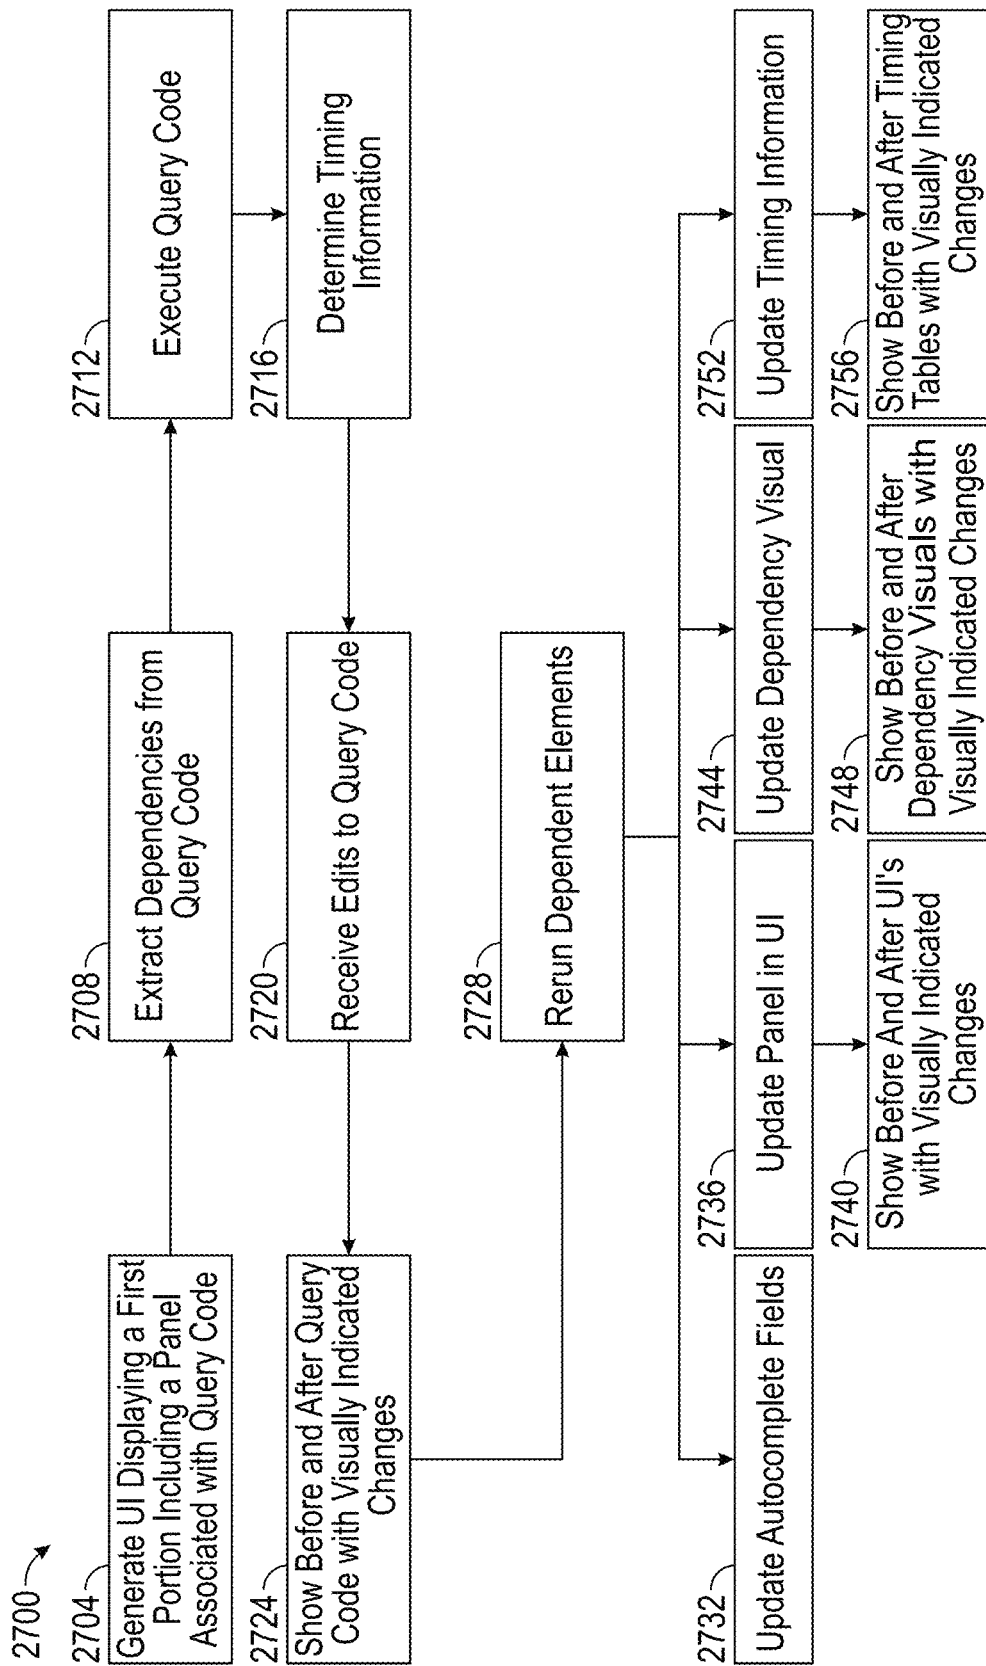 2700
2704
Generate UI Displaying a First
Portion Including a Panel
Associated with Query Code
2708
Extract Dependencies from
Query Code
2712
Execute Query Code
2716
Determine Timing
Information
2720
Receive Edits to Query Code
2724
Show Before and After Query
Code with Visually Indicated
Changes
2728
Rerun Dependent Elements
2732
Update Autocomplete Fields
2736
Update Panel in UI
2740
Show Before And After UI's
with Visually Indicated
Changes
2744
Update Dependency Visual
2748
Show Before and After
Dependency Visuals with
Visually Indicated Changes
2752
Update Timing Information
2756
Show Before and After Timing
Tables with Visually Indicated
Changes